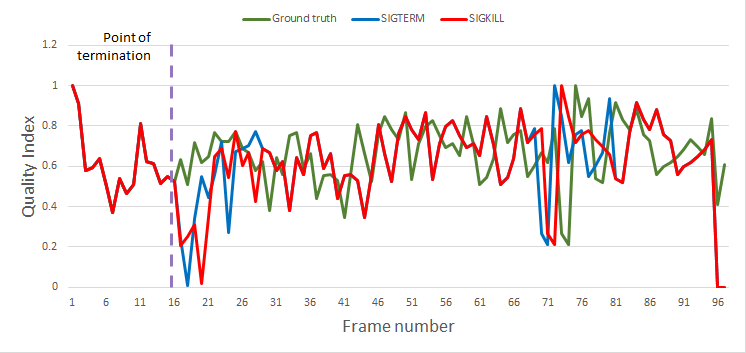 Ground truth SIGTERM SIGKILL
Point of
termination
1.2
1
0.8
0.6
0.4
0.2
0
Quality Index
1 6 11 16 21 26 31 36 41 46 51 56 61 66 71 76 81 86 91 96
Frame number